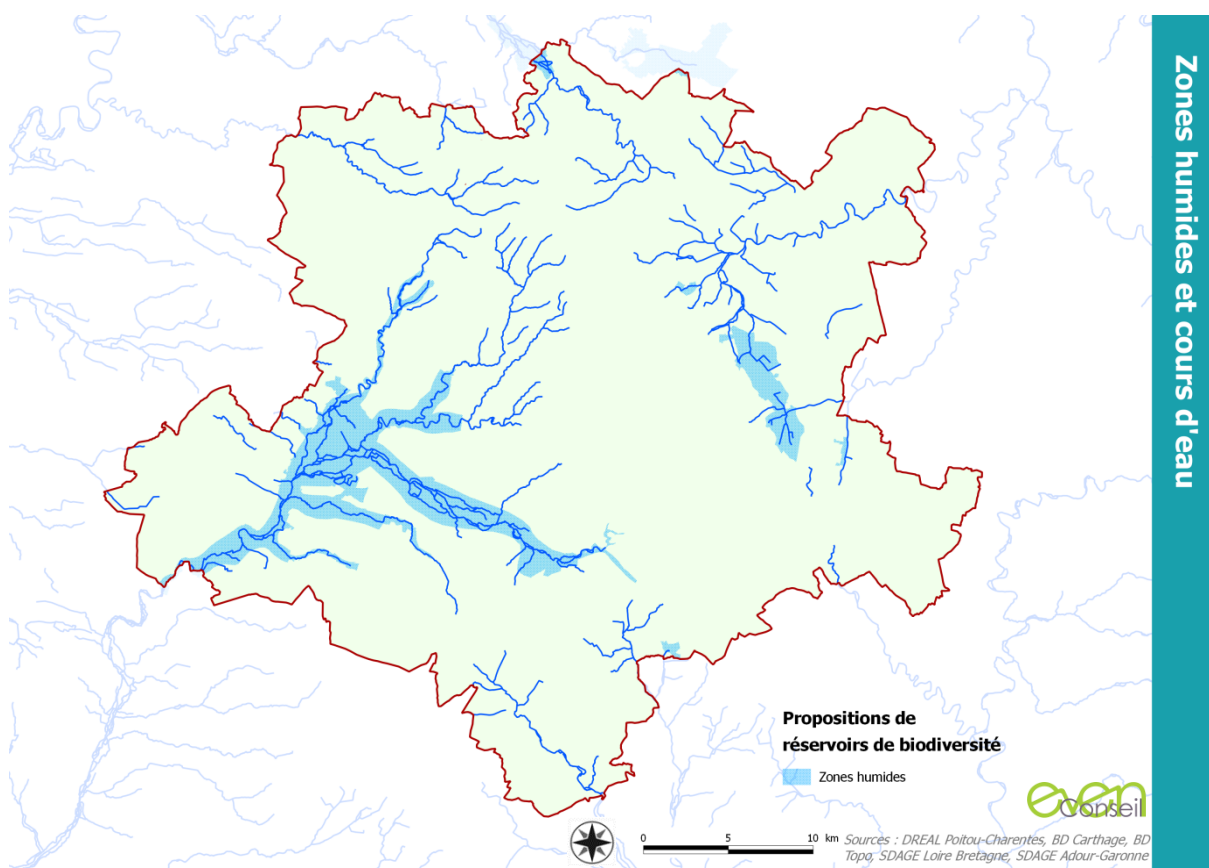 Zones humides et cours d'eau
Propositions de
réservoirs de biodiversité
Zones humides
even
Conseil
0 5 10 km
Sources : DREAL Poitou-Charentes, BD Carthage, BD
Topo, SDAGE Loire Bretagne, SDAGE Adour-Garonne